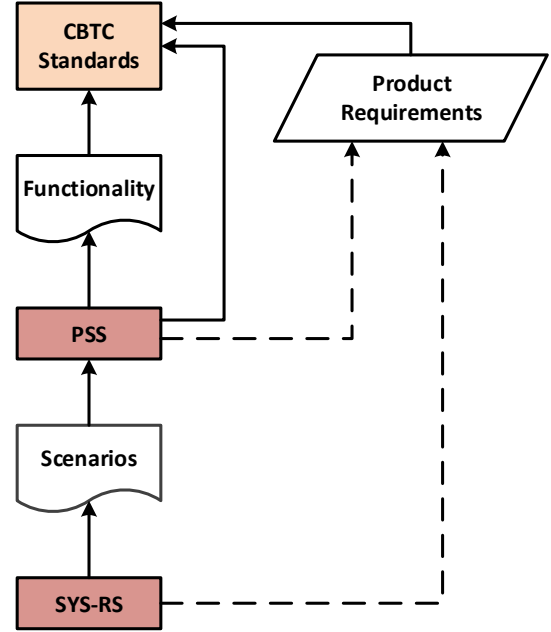 CBTC
Standards
Product
Requirements
Functionality
PSS
Scenarios
SYS-RS